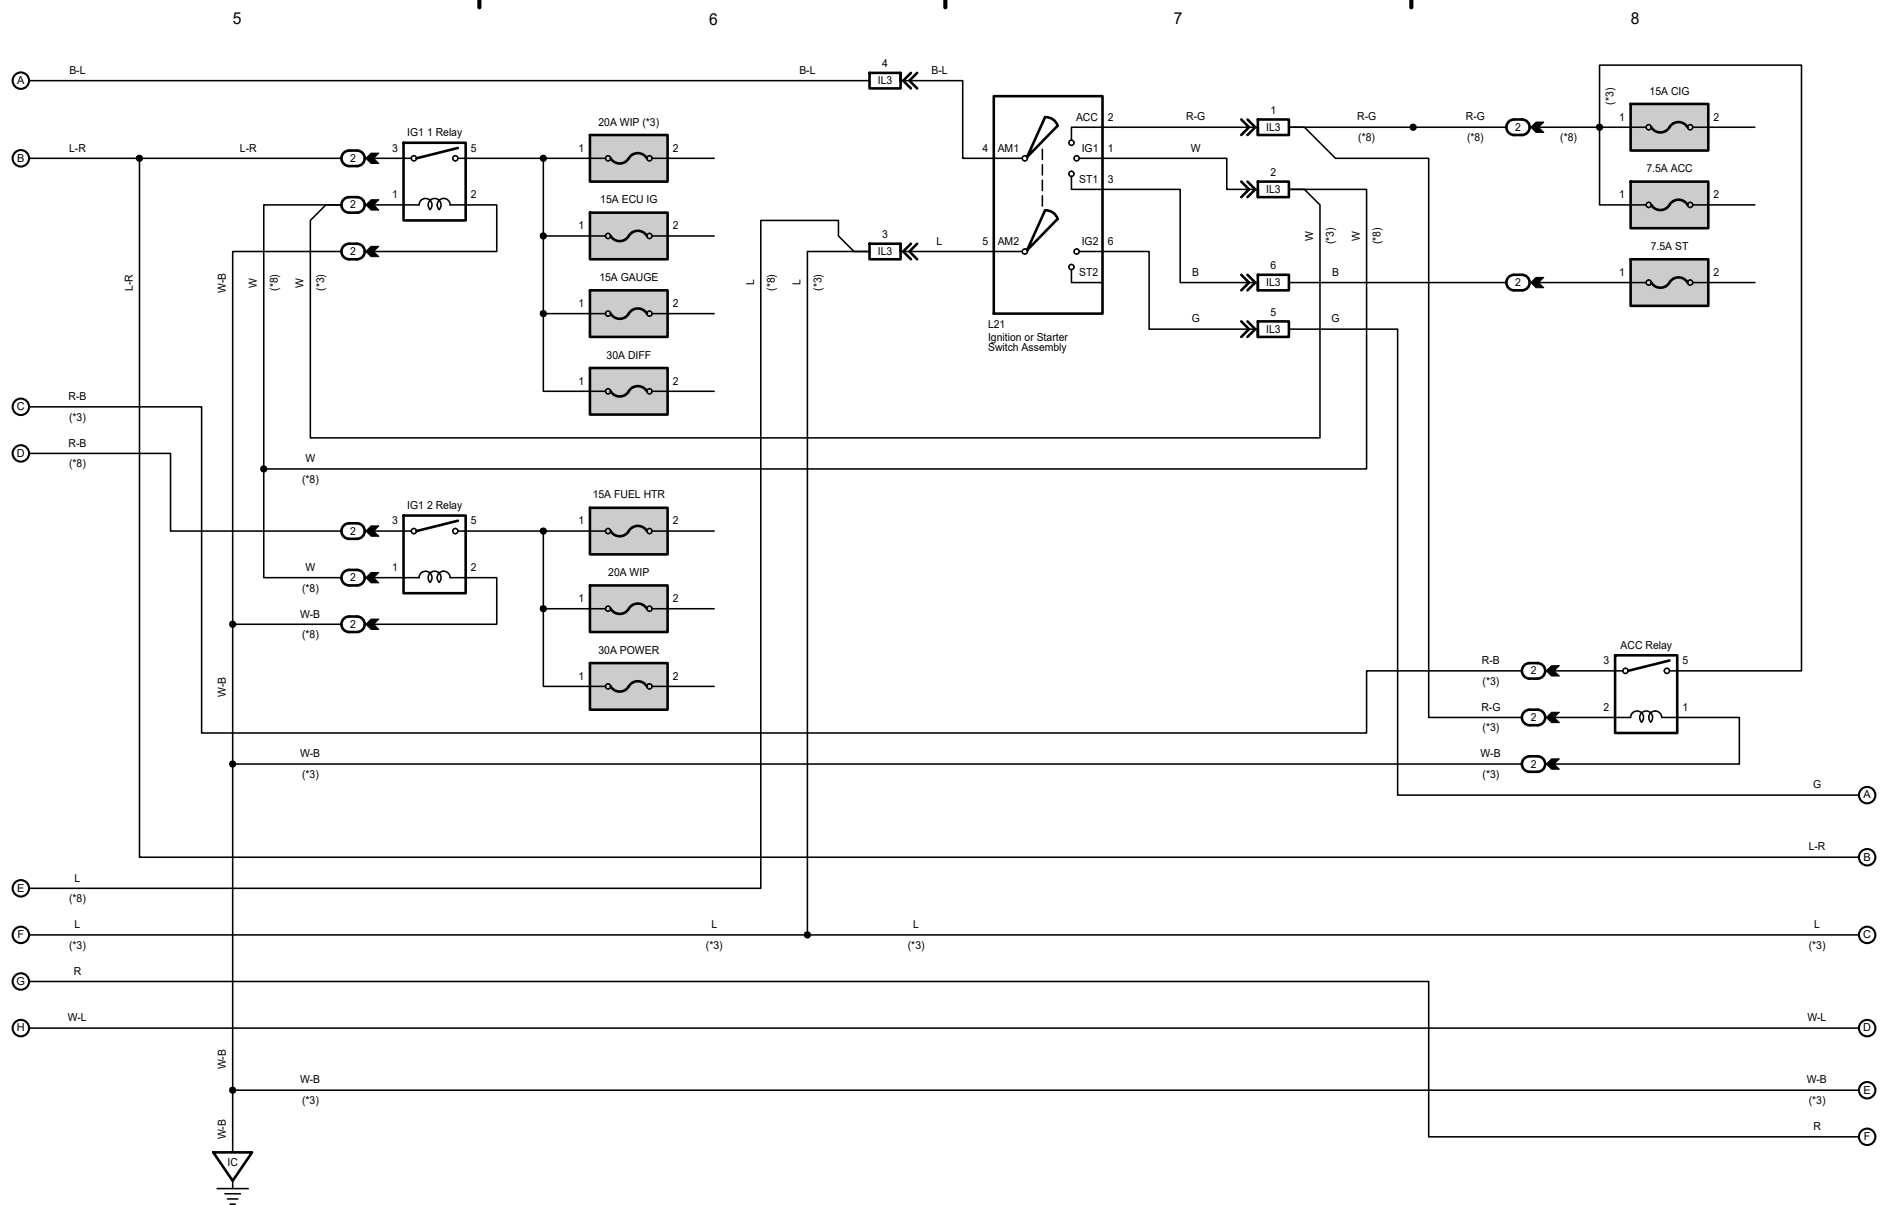 5 6 7 8
A B-L B-L 4 IL3 B-L
15A CIG
(*3)
20A WIP (*3)
ACC 2 R-G 1 IL3 R-G (*8) R-G (*8) 2 (*8) 1 2
IG1 1 Relay
B L-R L-R 2 3 5 1 2
4 AM1 IG1 1 W
7.5A ACC
ST1 3
2 IL3
1 2 1 2
2
15A ECU IG
1 2
7.5A ST
3 IL3 L 5 AM2 IG2 6
W (*3) W (*8)
2
15A GAUGE
ST2
B 6 IL3 B 2 1 2
L-R W-B W (*8) W (*3) L (*8) L (*3)
1 2
G 5 IL3 G
L21
Ignition or Starter
Switch Assembly
30A DIFF
1 2
C R-B
(*3)
D R-B
(*8)
W
(*8)
15A FUEL HTR
IG1 2 Relay
2 3 5 1 2
W
(*8)
2 1 2
20A WIP
1 2
W-B
(*8)
2
30A POWER
1 2
ACC Relay
W-B
R-B
(*3)
2 3 5
R-G
(*3)
2 2 1
W-B
(*3)
W-B
(*3)
2
G A
L-R B
E L
(*8)
F L L L L C
(*3) (*3) (*3) (*3)
G R
H W-L W-L D
W-B
W-B W-B E
(*3) (*3)
W-B
R F
IC